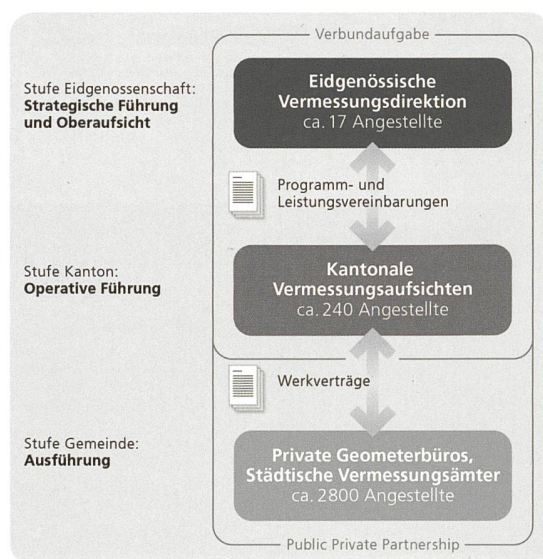 Verbundaufgabe
Stufe Eidgenossenschaft:
Strategische Führung
und Oberaufsicht
Eidgenössische
Vermessungsdirektion
ca. 17 Angestellte
Programm- und
Leistungsvereinbarungen
Stufe Kanton:
Operative Führung
Kantonale
Vermessungsaufsichten
ca. 240 Angestellte
Werkverträge
Stufe Gemeinde:
Ausführung
Private Geometerbüros,
Städtische Vermessungsämter
ca. 2800 Angestellte
Public Private Partnership